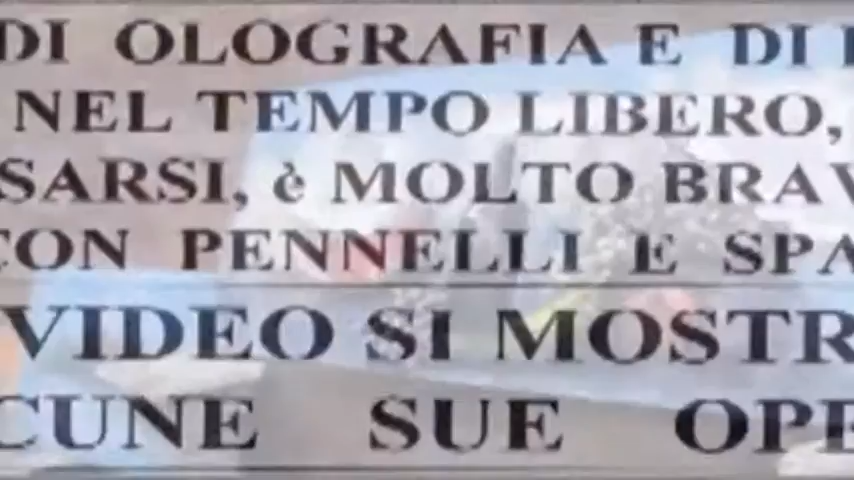 DI OLOGRAFIA E DI
NEL TEMPO LIBERO,
SARSI, è MOLTO BRAV
CON PENNELLI E SPA
VIDEO SI MOSTR
CUNE SUE OPE